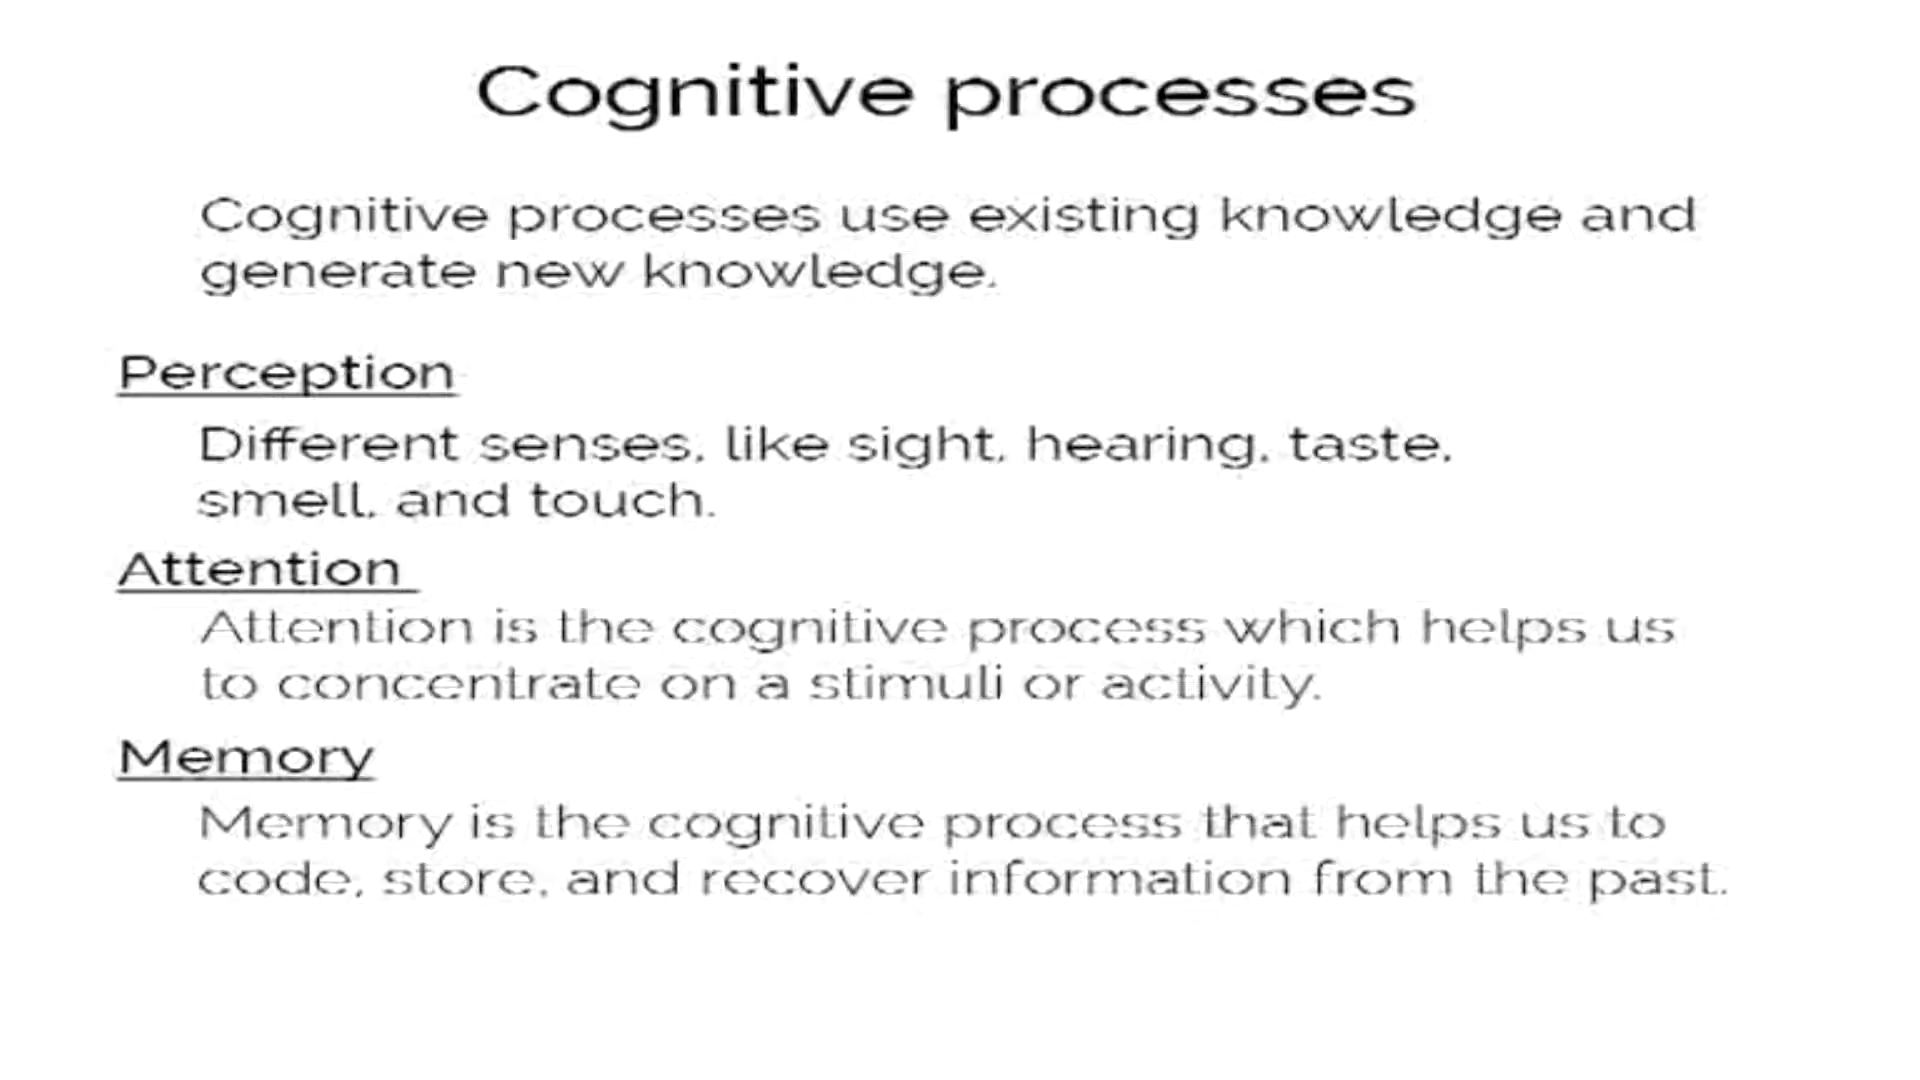 Cognitive processes
Cognitive processes use existing knowledge and
generate new knowledge.
Perception
Different senses, like sight, hearing, taste,
smell, and touch.
Attention
Attention is the cognitive process which helps us
to concentrate on a stimuli or activity.
Memory
Memory is the cognitive process that helps us to
code, store, and recover information from the past.